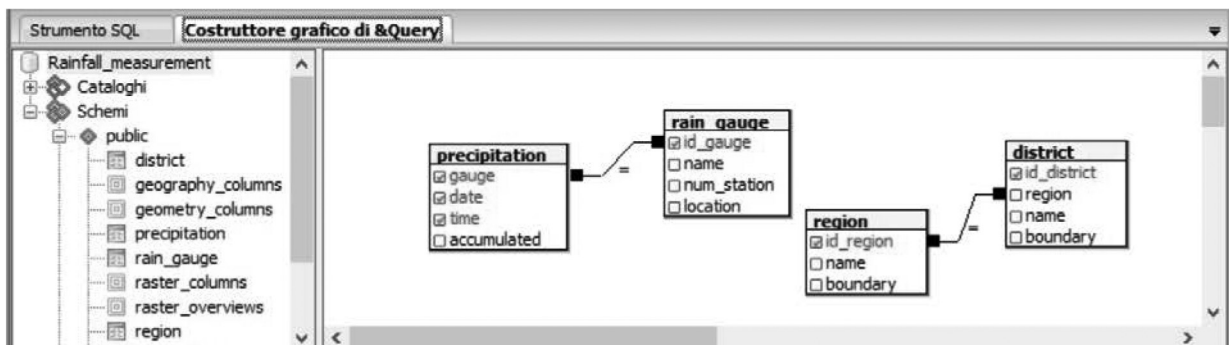 Strumento SQL
Costruttore grafico di &Query
Rainfall_measurement
Cataloghi
Schemi
public
district
geography_columns
geometry_columns
precipitation
rain_gauge
raster_columns
raster_overviews
region
precipitation
gauge
date
time
accumulated
=
rain_gauge
id_gauge
name
num_station
location
region
id_region
name
boundary
=
district
id_district
region
name
boundary